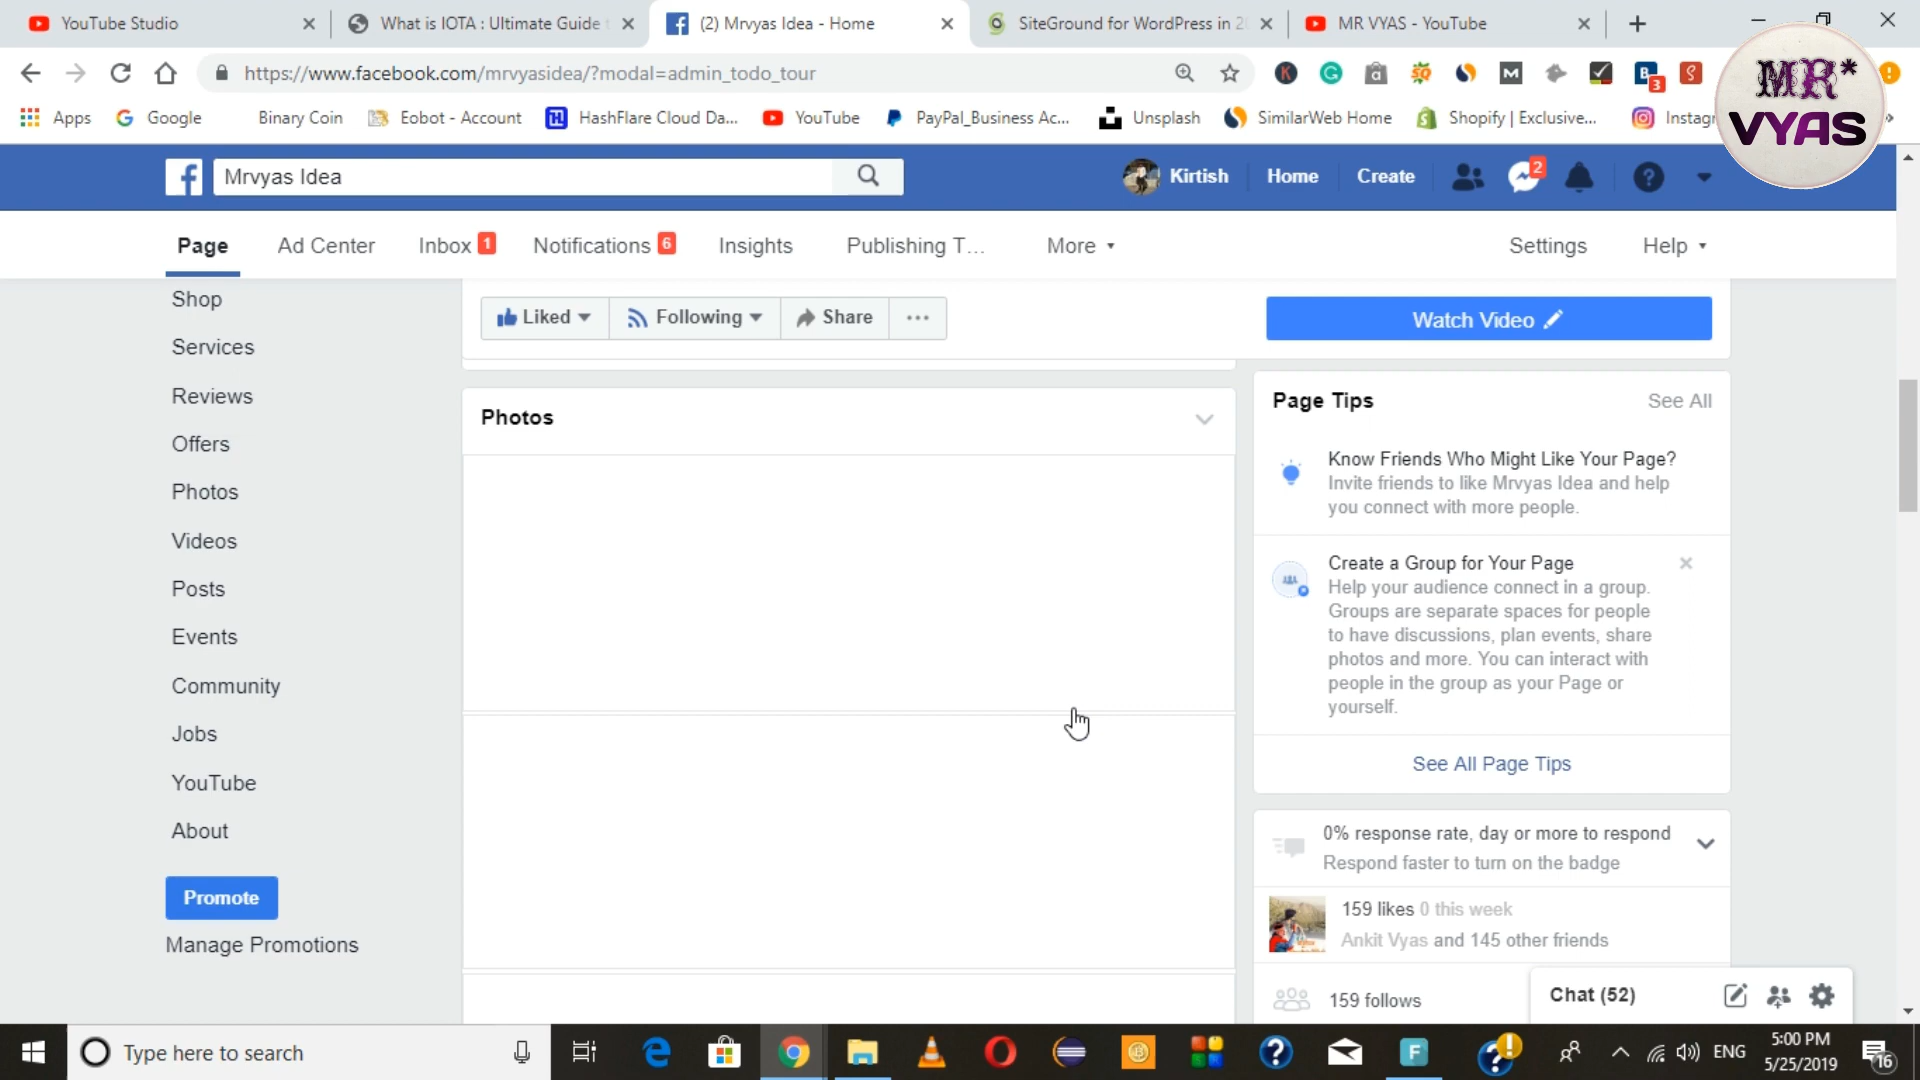 YouTube Studio
What is IOTA : Ultimate Guide
(2) Mrvyas Idea - Home
SiteGround for WordPress in 2
MR VYAS - YouTube
https://www.facebook.com/mrvyasidea/?modal=admin_todo_tour
3
MR*
VYAS
Apps
Google
Binary Coin
Eobot - Account
HashFlare Cloud Da...
YouTube
PayPal_Business Ac...
Unsplash
SimilarWeb Home
Shopify | Exclusive...
Instagr
Mrvyas Idea
Kirtish
Home
Create
2
Page
Ad Center
Inbox 1
Notifications 6
Insights
Publishing T...
More
Settings
Help
Shop
Services
Reviews
Offers
Photos
Videos
Posts
Events
Community
Jobs
YouTube
About
Promote
Manage Promotions
Liked
Following
Share
Watch Video
Photos
Page Tips
See All
Know Friends Who Might Like Your Page?
Invite friends to like Mrvyas Idea and help
you connect with more people.
Create a Group for Your Page
Help your audience connect in a group.
Groups are separate spaces for people
to have discussions, plan events, share
photos and more. You can interact with
people in the group as your Page or
yourself.
See All Page Tips
0% response rate, day or more to respond
Respond faster to turn on the badge
159 likes 0 this week
Ankit Vyas and 145 other friends
159 follows
Chat (52)
Type here to search
ENG
5:00 PM
5/25/2019
16